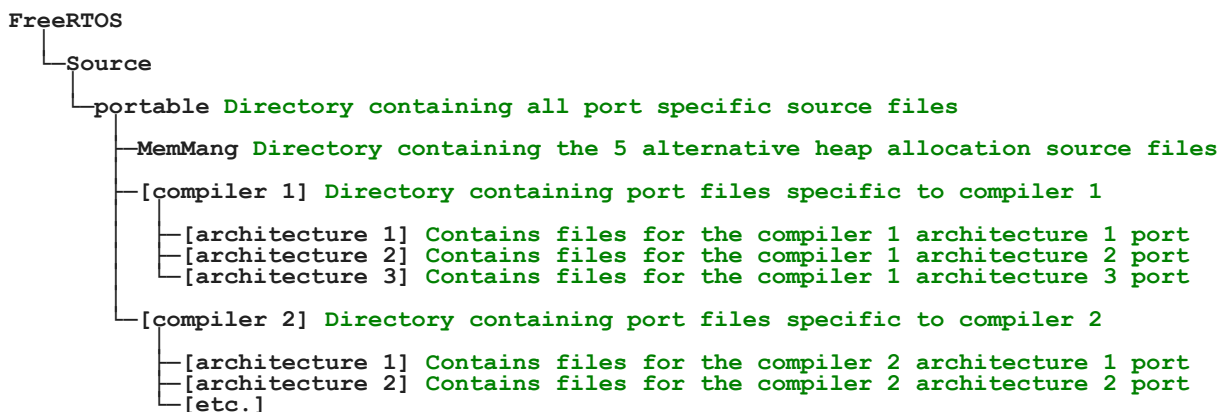 FreeRTOS
Source
portable Directory containing all port specific source files
MemMang Directory containing the 5 alternative heap allocation source files
[compiler 1] Directory containing port files specific to compiler 1
[architecture 1] Contains files for the compiler 1 architecture 1 port
[architecture 2] Contains files for the compiler 1 architecture 2 port
[architecture 3] Contains files for the compiler 1 architecture 3 port
[compiler 2] Directory containing port files specific to compiler 2
[architecture 1] Contains files for the compiler 2 architecture 1 port
[architecture 2] Contains files for the compiler 2 architecture 2 port
[etc.]